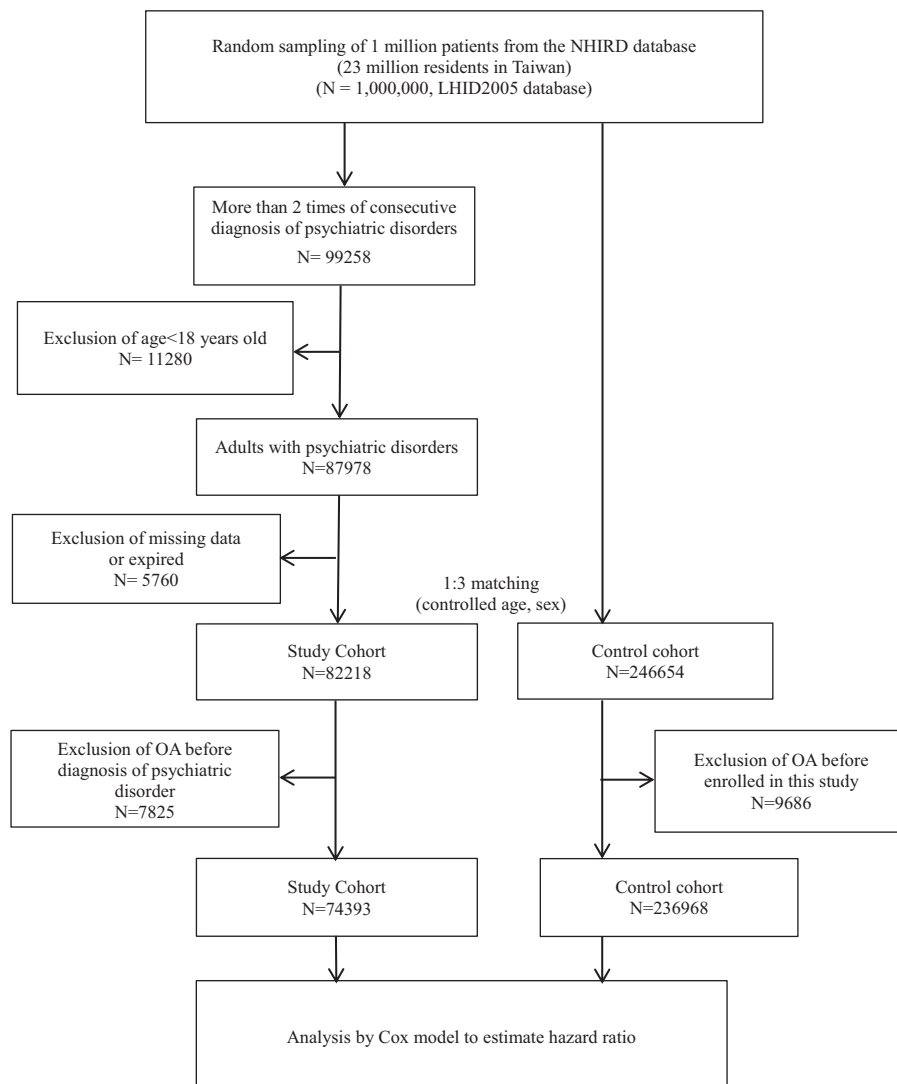 Random sampling of 1 million patients from the NHIRD database
(23 million residents in Taiwan)
(N = 1,000,000, LHID2005 database)
More than 2 times of consecutive
diagnosis of psychiatric disorders
N= 99258
Exclusion of age<18 years old
N= 11280
Adults with psychiatric disorders
N=87978
Exclusion of missing data
or expired
N= 5760
1:3 matching
(controlled age, sex)
Study Cohort
N=82218
Control cohort
N=246654
Exclusion of OA before
diagnosis of psychiatric
disorder
N=7825
Exclusion of OA before
enrolled in this study
N=9686
Study Cohort
N=74393
Control cohort
N=236968
Analysis by Cox model to estimate hazard ratio